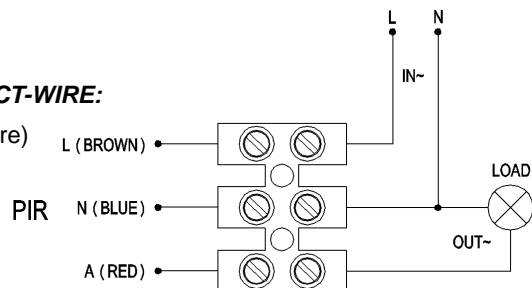 L N
IN~
CT-WIRE:
re)
L (BROWN)
LOAD
PIR N (BLUE)
OUT~
A (RED)